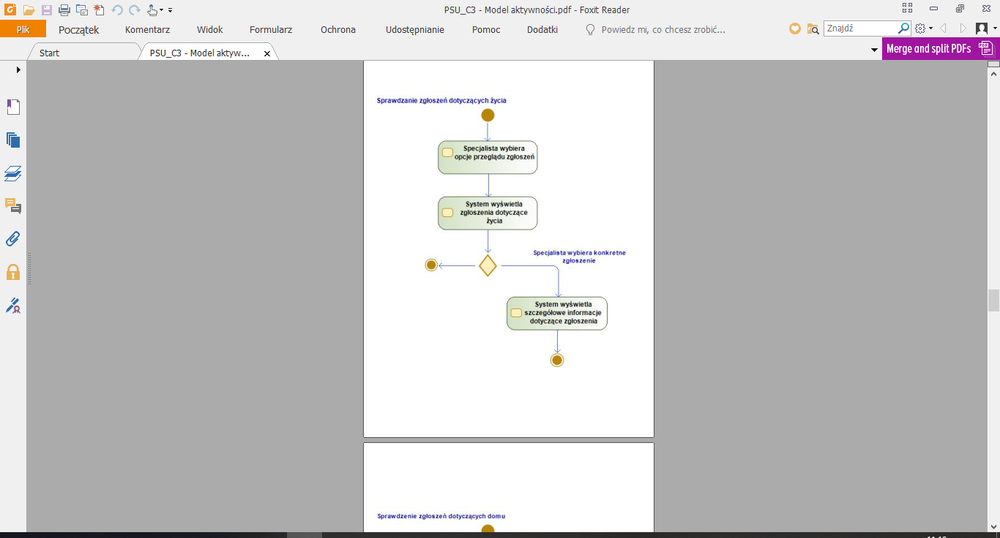 PSU_C3 - Model aktywności.pdf - Foxit Reader
Plik
Początek
Komentarz
Widok
Formularz
Ochrona
Udostępnianie
Pomoc
Dodatki
Powiedz mi, co chcesz zrobić...
Znajdź
Start
PSU_C3 - Model aktyw...
Merge and split PDFs
Sprawdzanie zgłoszeń dotyczących życia
Specjalista wybiera
opcje przeglądu zgłoszeń
System wyświetla
zgłoszenia dotyczące
życia
Specjalista wybiera konkretne
zgłoszenie
System wyświetla
szczegółowe informacje
dotyczące zgłoszenia
Sprawdzenie zgłoszeń dotyczących domu